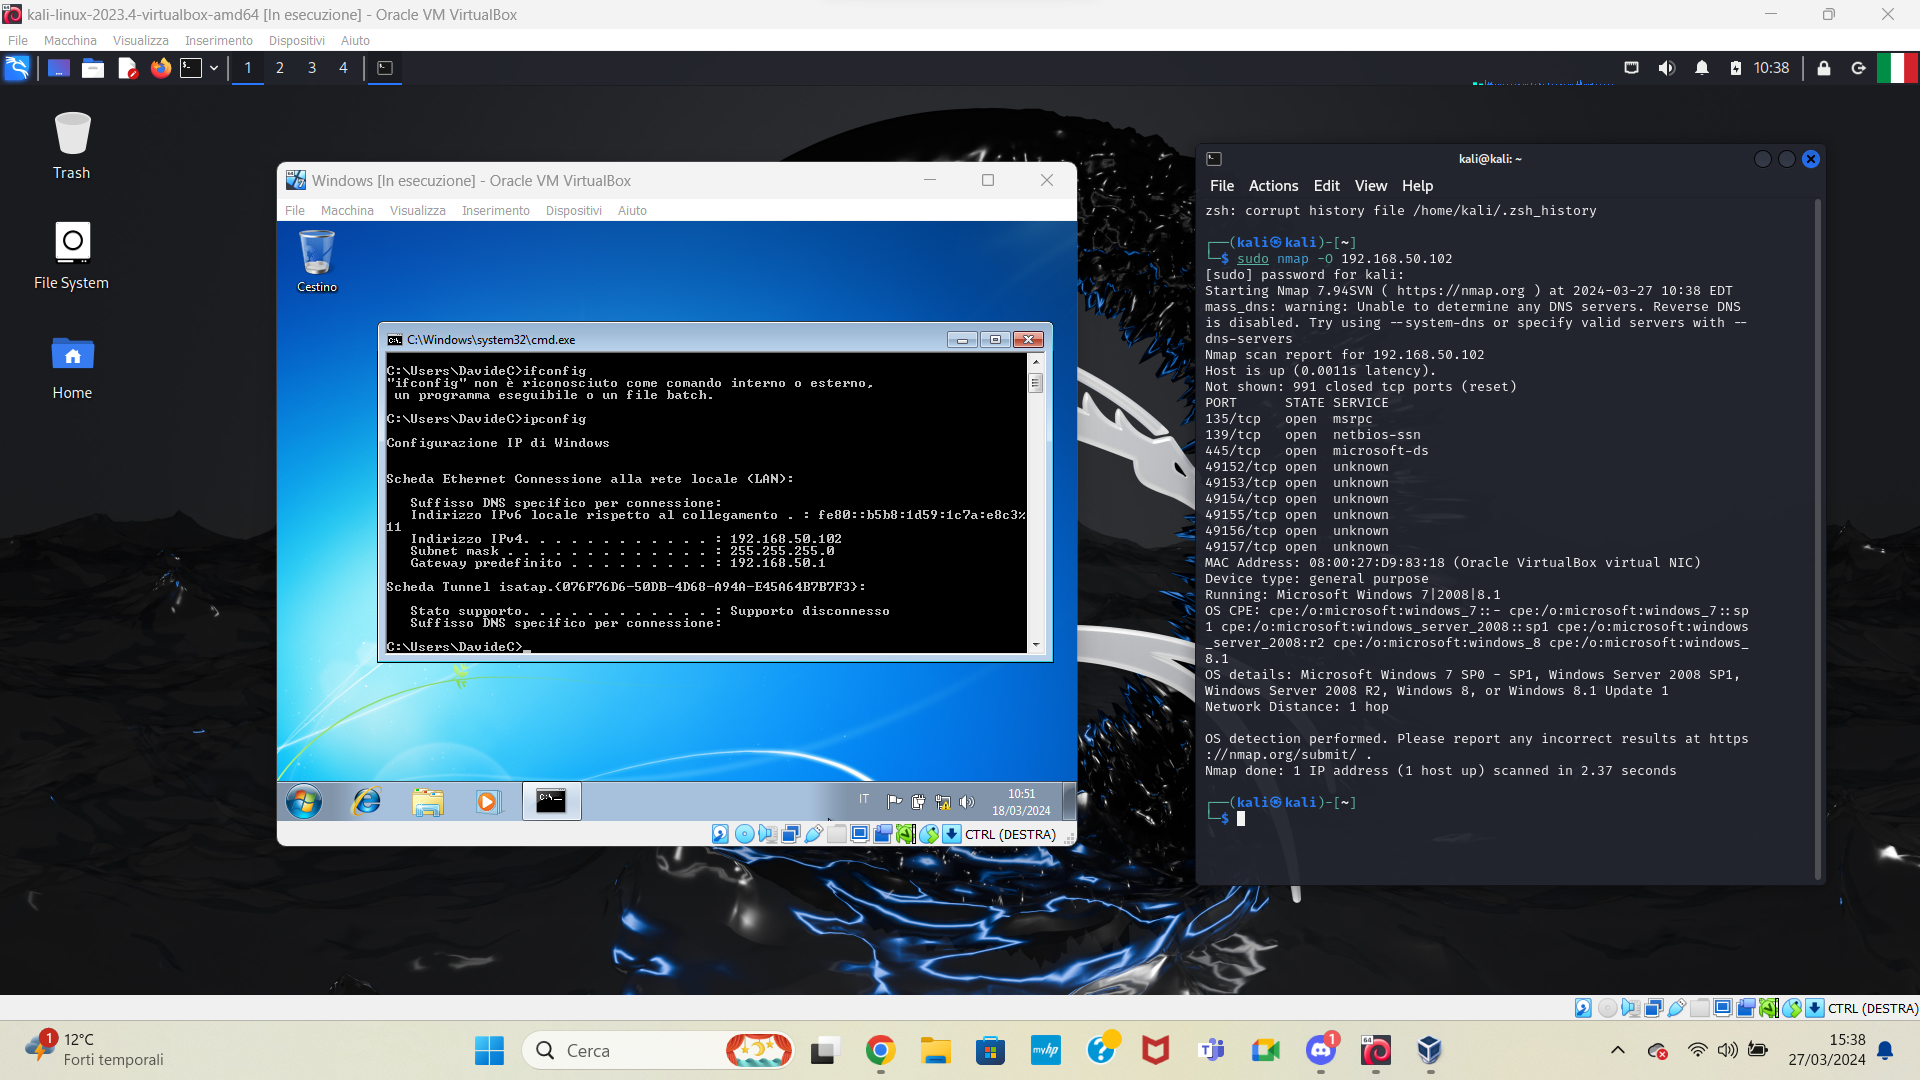 kali-linux-2023.4-virtualbox-amd64 [In esecuzione] - Oracle VM VirtualBox
File Macchina Visualizza Inserimento Dispositivi Aiuto
1 2 3 4
10:38
Trash
File System
Home
Windows [In esecuzione] - Oracle VM VirtualBox
File Macchina Visualizza Inserimento Dispositivi Aiuto
Cestino
C:\Windows\system32\cmd.exe
C:\Users\DavideC>ifconfig
"ifconfig" non è riconosciuto come comando interno o esterno,
un programma eseguibile o un file batch.
C:\Users\DavideC>ipconfig
Configurazione IP di Windows
Scheda Ethernet Connessione alla rete locale (LAN):
Suffisso DNS specifico per connessione:
Indirizzo IPv6 locale rispetto al collegamento . : fe80::b5b8:1d59:1c7a:e8c3%
11
Indirizzo IPv4. . . . . . . . . . . . : 192.168.50.102
Subnet mask . . . . . . . . . . . . . : 255.255.255.0
Gateway predefinito . . . . . . . . . : 192.168.50.1
Scheda Tunnel isatap.{076F76D6-50DB-4D68-A94A-E45A64B7B7F3}:
Stato supporto. . . . . . . . . . . . : Supporto disconnesso
Suffisso DNS specifico per connessione:
C:\Users\DavideC>_
IT
10:51
18/03/2024
CTRL (DESTRA)
kali@kali: ~
File Actions Edit View Help
zsh: corrupt history file /home/kali/.zsh_history
┌──(kali㉿kali)-[~]
└─$ sudo nmap -O 192.168.50.102
[sudo] password for kali:
Starting Nmap 7.94SVN ( https://nmap.org ) at 2024-03-27 10:38 EDT
mass_dns: warning: Unable to determine any DNS servers. Reverse DNS
is disabled. Try using --system-dns or specify valid servers with --
dns-servers
Nmap scan report for 192.168.50.102
Host is up (0.0011s latency).
Not shown: 991 closed tcp ports (reset)
PORT STATE SERVICE
135/tcp open msrpc
139/tcp open netbios-ssn
445/tcp open microsoft-ds
49152/tcp open unknown
49153/tcp open unknown
49154/tcp open unknown
49155/tcp open unknown
49156/tcp open unknown
49157/tcp open unknown
MAC Address: 08:00:27:D9:83:18 (Oracle VirtualBox virtual NIC)
Device type: general purpose
Running: Microsoft Windows 7|2008|8.1
OS CPE: cpe:/o:microsoft:windows_7::- cpe:/o:microsoft:windows_7::sp
1 cpe:/o:microsoft:windows_server_2008::sp1 cpe:/o:microsoft:windows
_server_2008:r2 cpe:/o:microsoft:windows_8 cpe:/o:microsoft:windows_
8.1
OS details: Microsoft Windows 7 SP0 - SP1, Windows Server 2008 SP1,
Windows Server 2008 R2, Windows 8, or Windows 8.1 Update 1
Network Distance: 1 hop
OS detection performed. Please report any incorrect results at https
://nmap.org/submit/ .
Nmap done: 1 IP address (1 host up) scanned in 2.37 seconds
┌──(kali㉿kali)-[~]
└─$
CTRL (DESTRA)
1
12°C
Forti temporali
Cerca
myhp
1
64
15:38
27/03/2024